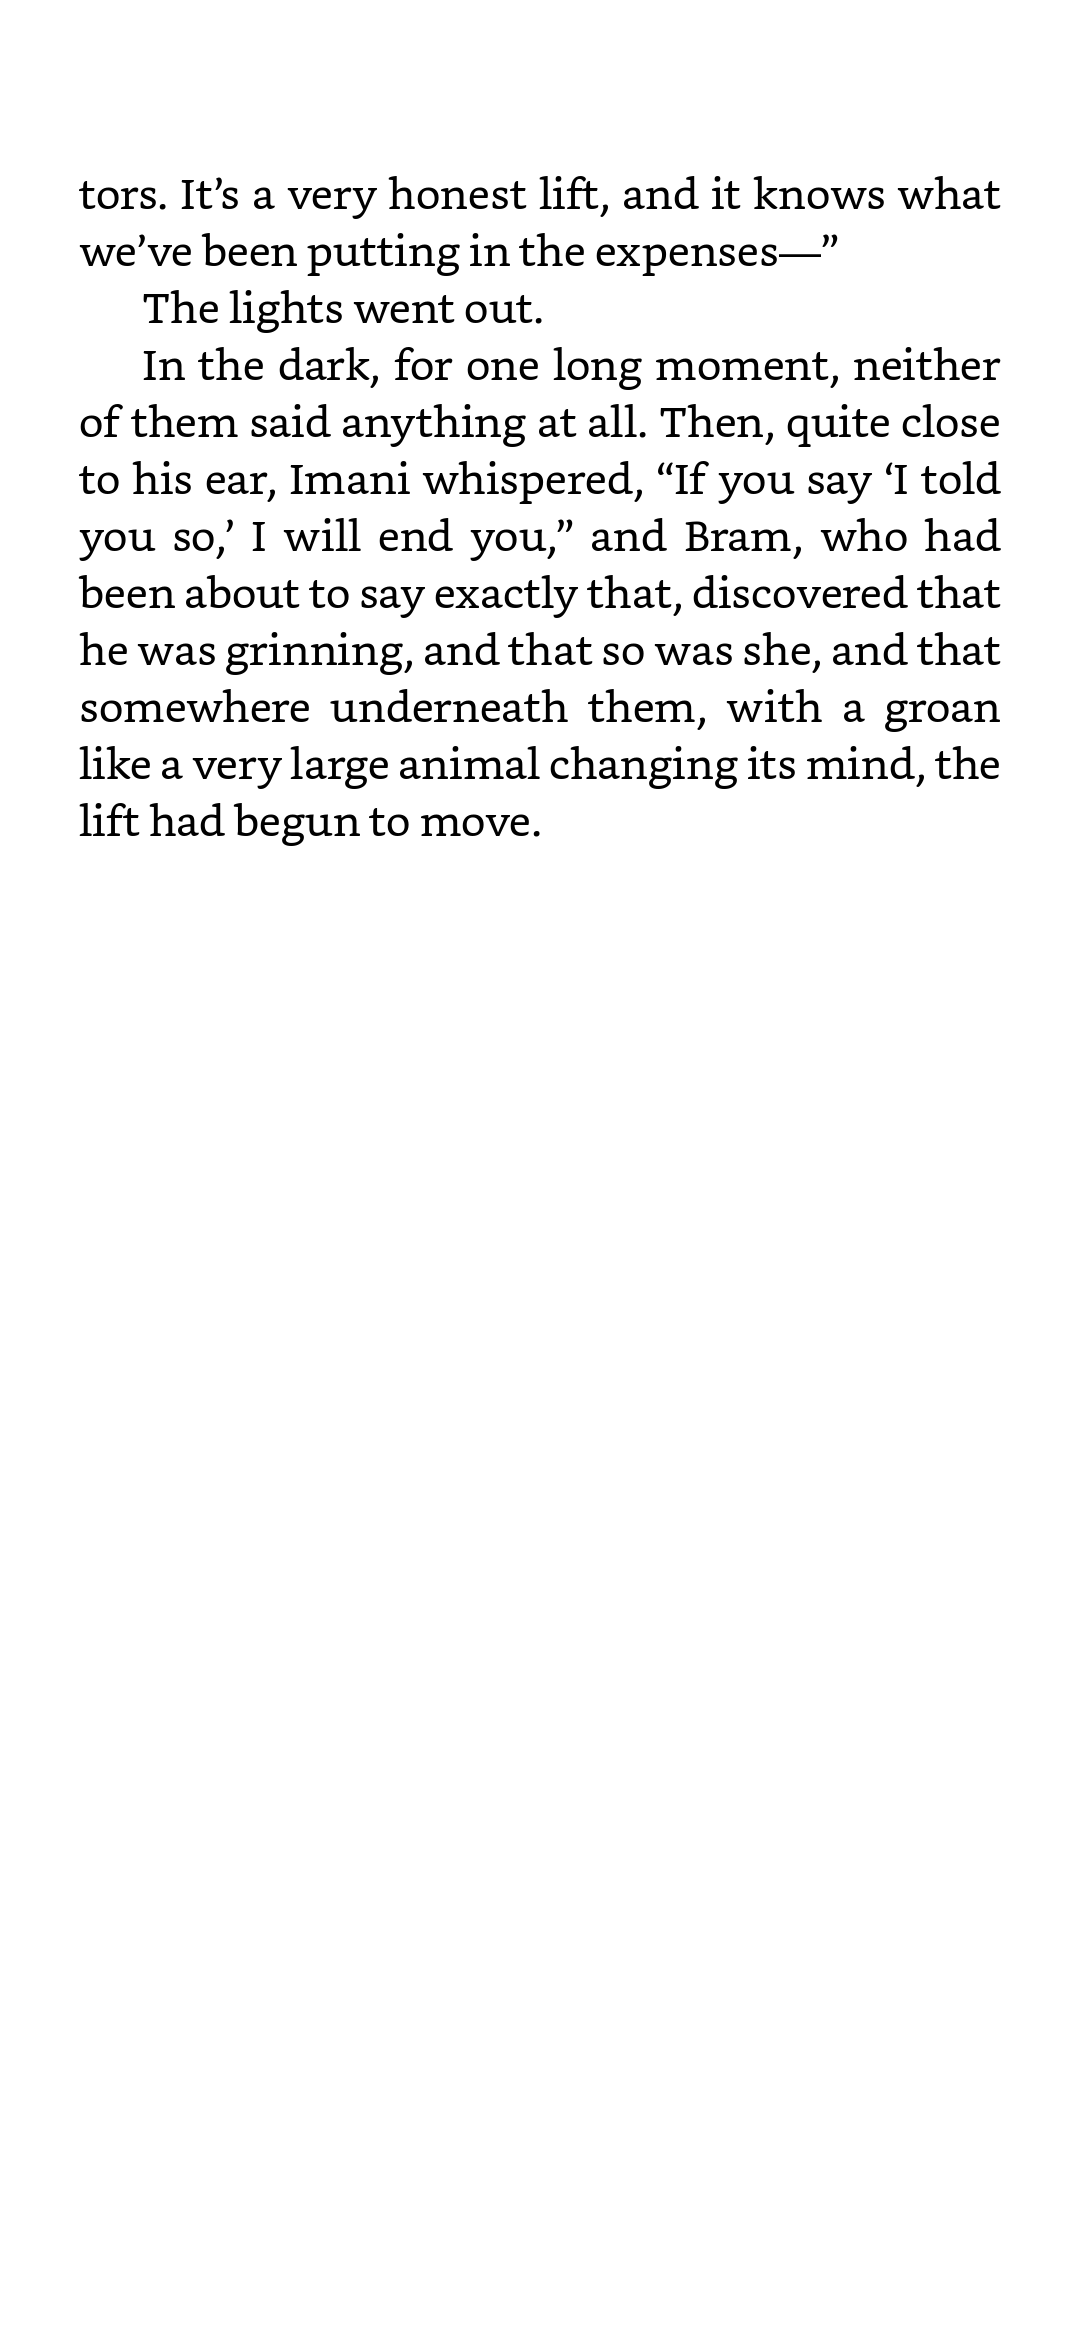 tors. It’s a very honest lift, and it knows what
we’ve been putting in the expenses—”
The lights went out.
In the dark, for one long moment, neither
of them said anything at all. Then, quite close
to his ear, Imani whispered, “If you say ‘I told
you so,’ I will end you,” and Bram, who had
been about to say exactly that, discovered that
he was grinning, and that so was she, and that
somewhere underneath them, with a groan
like a very large animal changing its mind, the
lift had begun to move.